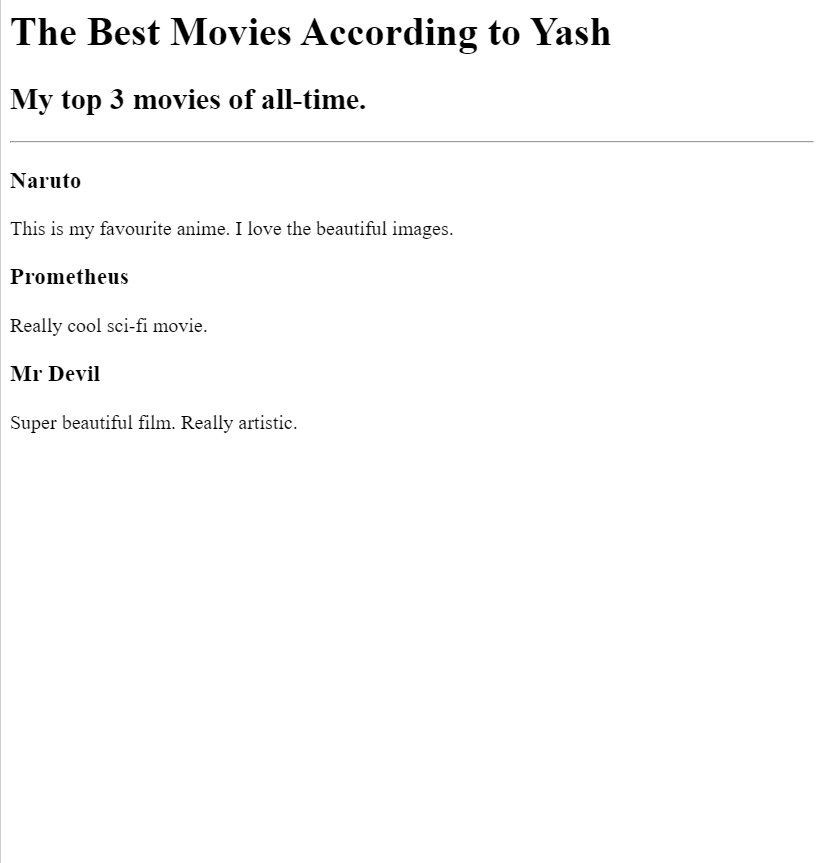 The Best Movies According to Yash
My top 3 movies of all-time.
Naruto
This is my favourite anime. I love the beautiful images.
Prometheus
Really cool sci-fi movie.
Mr Devil
Super beautiful film. Really artistic.